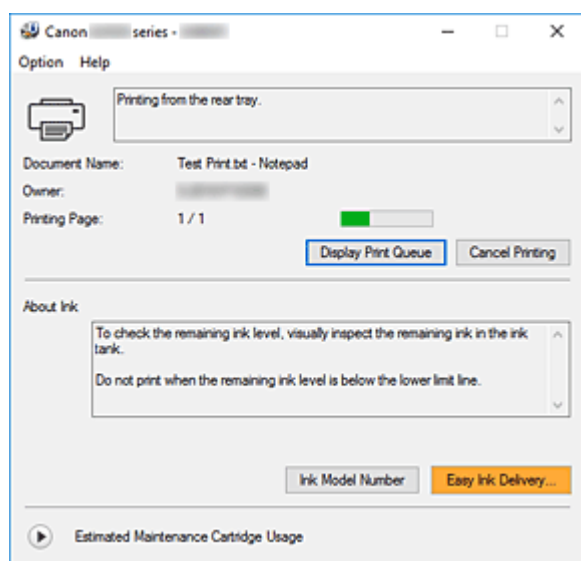 Canon series -
Option Help
Printing from the rear tray.
Document Name: Test Print.txt - Notepad
Owner:
Printing Page: 1 / 1
Display Print Queue Cancel Printing
About Ink
To check the remaining ink level, visually inspect the remaining ink in the ink
tank.
Do not print when the remaining ink level is below the lower limit line.
Ink Model Number Easy Ink Delivery...
Estimated Maintenance Cartridge Usage